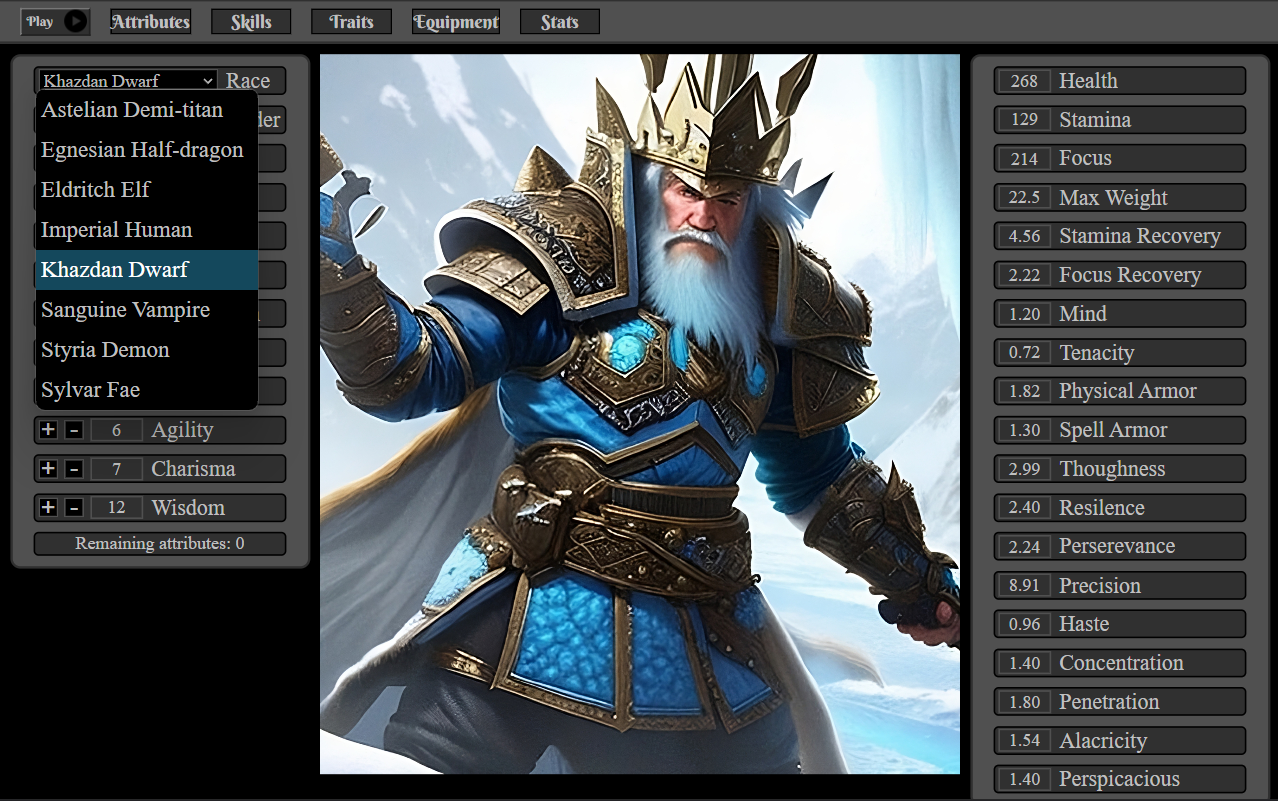 Play
Attributes
Skills
Traits
Equipment
Stats
Khazdan Dwarf
Race
Astelian Demi-titan
Egnesian Half-dragon
Eldritch Elf
Imperial Human
Khazdan Dwarf
Sanguine Vampire
Styria Demon
Sylvar Fae
+ - 6 Agility
+ - 7 Charisma
+ - 12 Wisdom
Remaining attributes: 0
268 Health
129 Stamina
214 Focus
22.5 Max Weight
4.56 Stamina Recovery
2.22 Focus Recovery
1.20 Mind
0.72 Tenacity
1.82 Physical Armor
1.30 Spell Armor
2.99 Thoughness
2.40 Resilence
2.24 Perserevance
8.91 Precision
0.96 Haste
1.40 Concentration
1.80 Penetration
1.54 Alacricity
1.40 Perspicacious